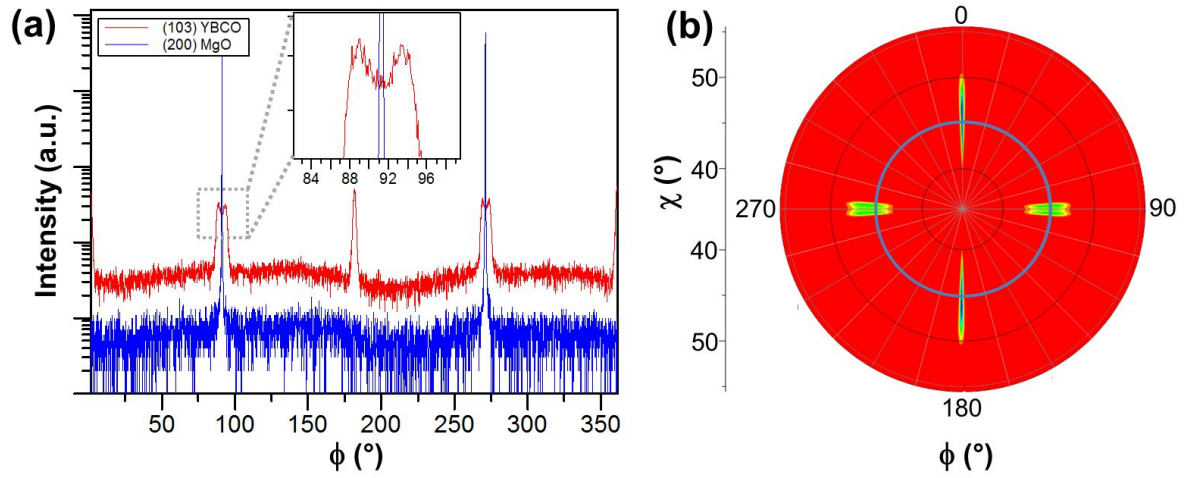 (a)
(103) YBCO
(200) MgO
84 88 92 96
Intensity (a.u.)
50 100 150 200 250 300 350
ϕ (°)
(b)
0
50
40
χ (°)
270
90
40
50
180
ϕ (°)